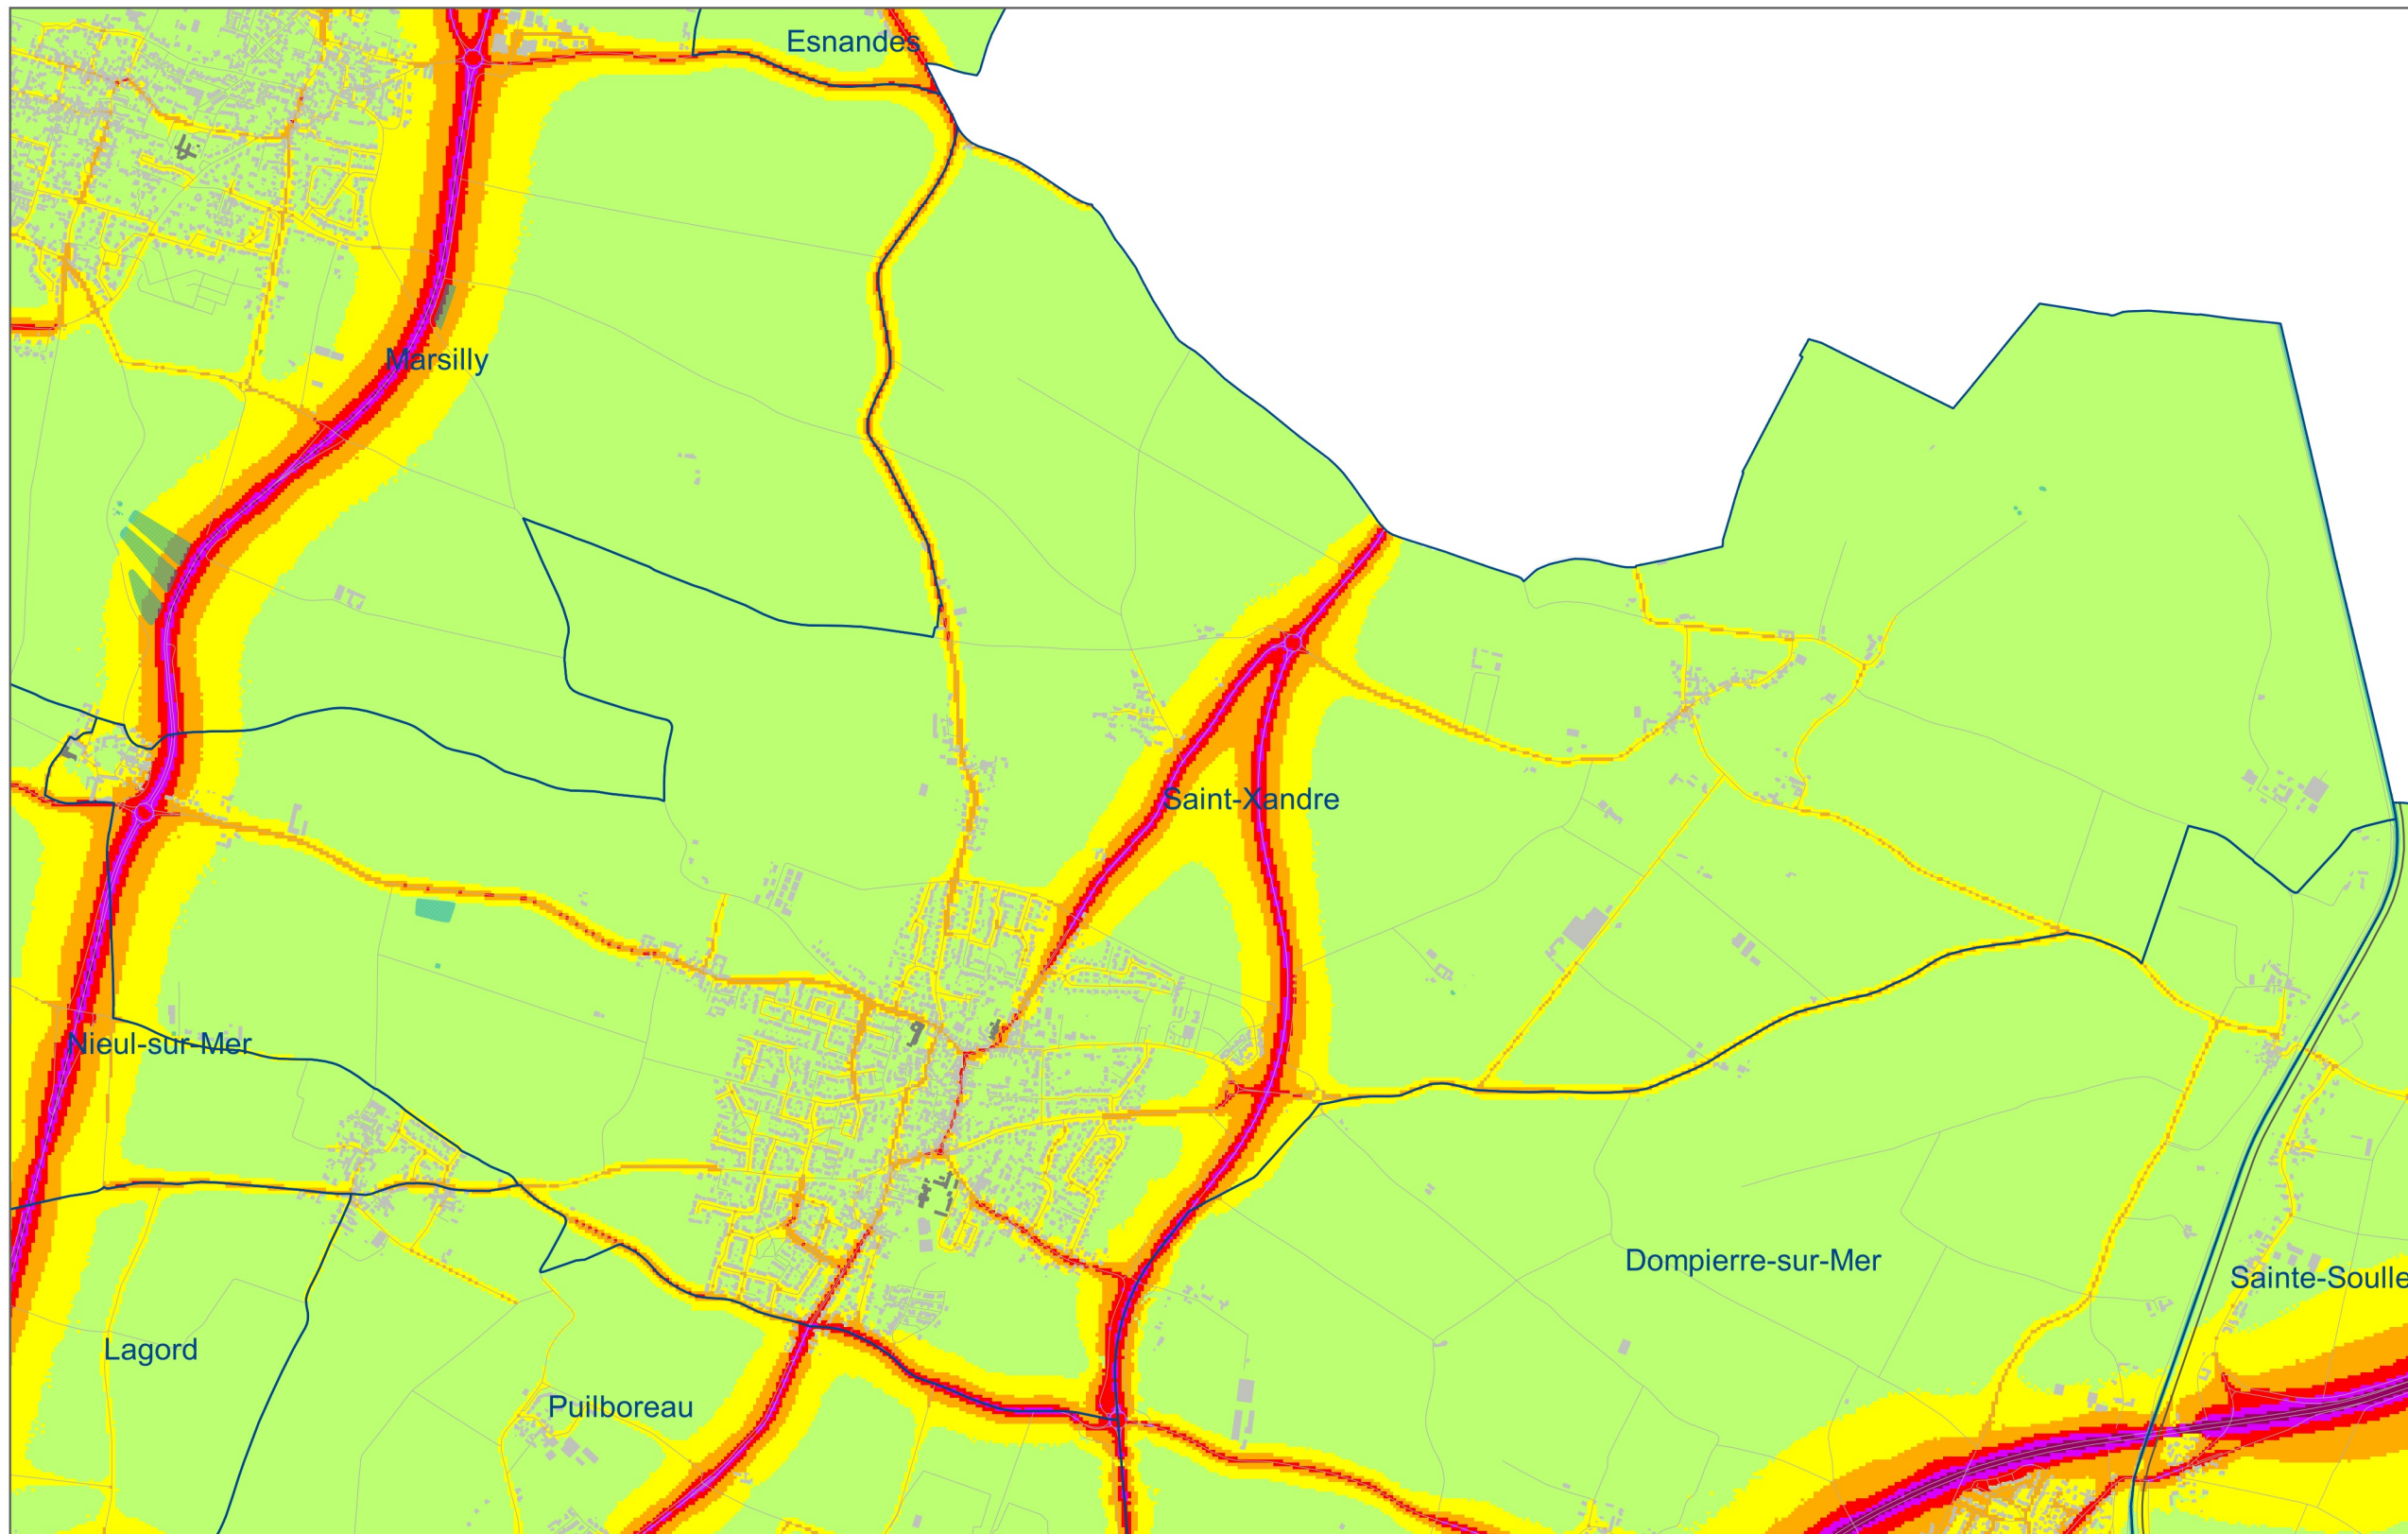 Esnandes
Marsilly
Saint-Xandre
Nieul-sur-Mer
Dompierre-sur-Mer
Sainte-Soulle
Lagord
Puilboreau